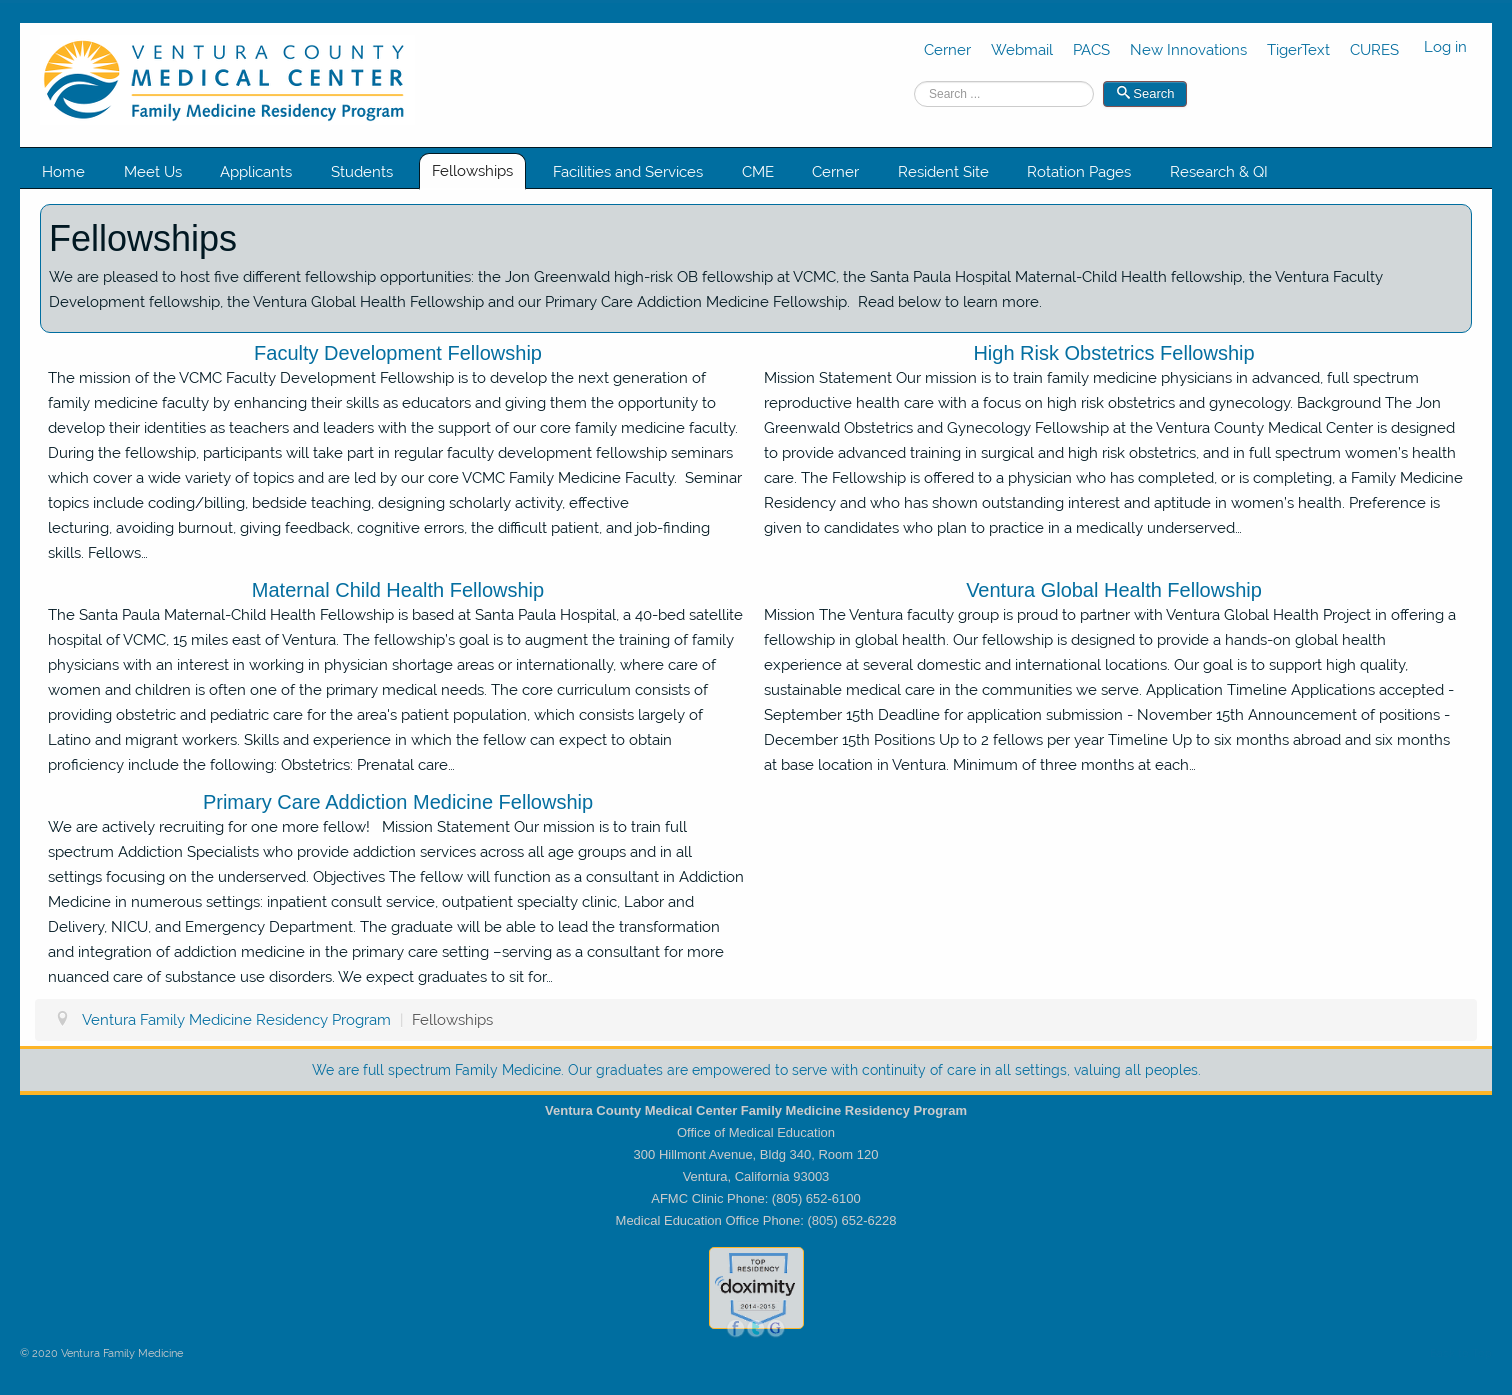 VENTURA COUNTY
MEDICAL CENTER
Family Medicine Residency Program
Cerner Webmail PACS New Innovations TigerText CURES Log in
Search ... Search
Home Meet Us Applicants Students Fellowships Facilities and Services CME Cerner Resident Site Rotation Pages Research & QI
Fellowships
We are pleased to host five different fellowship opportunities: the Jon Greenwald high-risk OB fellowship at VCMC, the Santa Paula Hospital Maternal-Child Health fellowship, the Ventura Faculty
Development fellowship, the Ventura Global Health Fellowship and our Primary Care Addiction Medicine Fellowship.  Read below to learn more.
Faculty Development Fellowship
The mission of the VCMC Faculty Development Fellowship is to develop the next generation of
family medicine faculty by enhancing their skills as educators and giving them the opportunity to
develop their identities as teachers and leaders with the support of our core family medicine faculty.
During the fellowship, participants will take part in regular faculty development fellowship seminars
which cover a wide variety of topics and are led by our core VCMC Family Medicine Faculty.  Seminar
topics include coding/billing, bedside teaching, designing scholarly activity, effective
lecturing, avoiding burnout, giving feedback, cognitive errors, the difficult patient, and job-finding
skills. Fellows…
High Risk Obstetrics Fellowship
Mission Statement Our mission is to train family medicine physicians in advanced, full spectrum
reproductive health care with a focus on high risk obstetrics and gynecology. Background The Jon
Greenwald Obstetrics and Gynecology Fellowship at the Ventura County Medical Center is designed
to provide advanced training in surgical and high risk obstetrics, and in full spectrum women's health
care. The Fellowship is offered to a physician who has completed, or is completing, a Family Medicine
Residency and who has shown outstanding interest and aptitude in women's health. Preference is
given to candidates who plan to practice in a medically underserved…
Maternal Child Health Fellowship
The Santa Paula Maternal-Child Health Fellowship is based at Santa Paula Hospital, a 40-bed satellite
hospital of VCMC, 15 miles east of Ventura. The fellowship's goal is to augment the training of family
physicians with an interest in working in physician shortage areas or internationally, where care of
women and children is often one of the primary medical needs. The core curriculum consists of
providing obstetric and pediatric care for the area's patient population, which consists largely of
Latino and migrant workers. Skills and experience in which the fellow can expect to obtain
proficiency include the following: Obstetrics: Prenatal care…
Ventura Global Health Fellowship
Mission The Ventura faculty group is proud to partner with Ventura Global Health Project in offering a
fellowship in global health. Our fellowship is designed to provide a hands-on global health
experience at several domestic and international locations. Our goal is to support high quality,
sustainable medical care in the communities we serve. Application Timeline Applications accepted -
September 15th Deadline for application submission - November 15th Announcement of positions -
December 15th Positions Up to 2 fellows per year Timeline Up to six months abroad and six months
at base location in Ventura. Minimum of three months at each…
Primary Care Addiction Medicine Fellowship
We are actively recruiting for one more fellow!   Mission Statement Our mission is to train full
spectrum Addiction Specialists who provide addiction services across all age groups and in all
settings focusing on the underserved. Objectives The fellow will function as a consultant in Addiction
Medicine in numerous settings: inpatient consult service, outpatient specialty clinic, Labor and
Delivery, NICU, and Emergency Department. The graduate will be able to lead the transformation
and integration of addiction medicine in the primary care setting –serving as a consultant for more
nuanced care of substance use disorders. We expect graduates to sit for…
Ventura Family Medicine Residency Program | Fellowships
We are full spectrum Family Medicine. Our graduates are empowered to serve with continuity of care in all settings, valuing all peoples.
Ventura County Medical Center Family Medicine Residency Program
Office of Medical Education
300 Hillmont Avenue, Bldg 340, Room 120
Ventura, California 93003
AFMC Clinic Phone: (805) 652-6100
Medical Education Office Phone: (805) 652-6228
TOP
RESIDENCY
doximity
2014-2015
f G
© 2020 Ventura Family Medicine